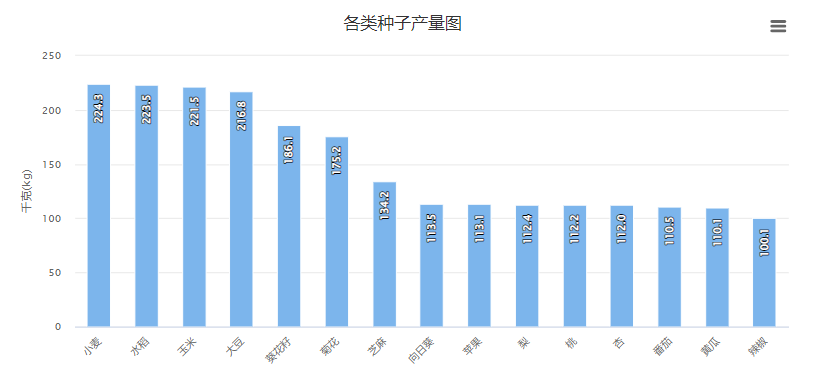 各类种子产量图
千克(kg)
250
200
150
100
50
0
224.3
223.5
221.5
216.8
186.1
175.2
134.2
113.5
113.1
112.4
112.2
112.0
110.5
110.1
100.1
小麦
水稻
玉米
大豆
葵花籽
菊花
芝麻
向日葵
苹果
梨
桃
杏
番茄
黄瓜
辣椒